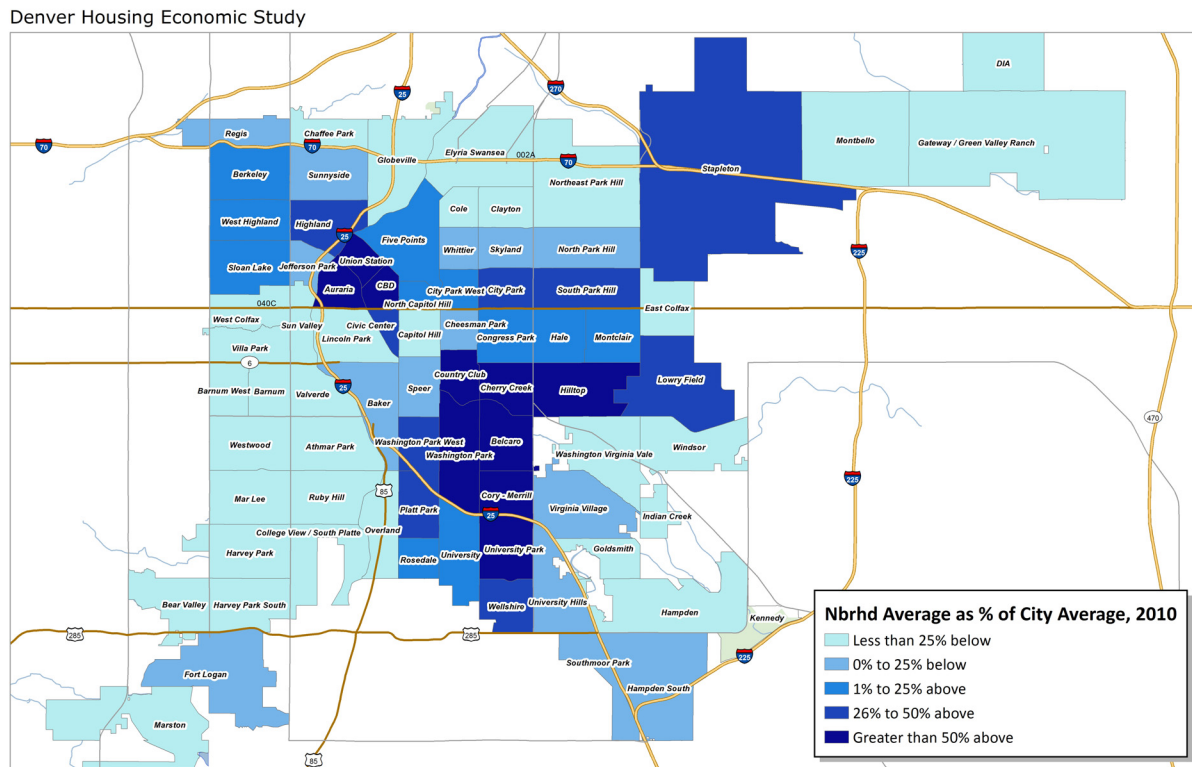 Denver Housing Economic Study
DIA
25
270
Regis
Chaffee Park
70
70
Elyria Swansea
002A
Globeville
70
Montbello
Gateway / Green Valley Ranch
Berkeley
Sunnyside
Stapleton
Northeast Park Hill
Cole
Clayton
West Highland
Highland
25
Five Points
Whittier
Skyland
North Park Hill
225
Union Station
Sloan Lake
Jefferson Park
Auraria
CBD
City Park West
City Park
South Park Hill
040C
North Capitol Hill
East Colfax
West Colfax
Sun Valley
Civic Center
Cheesman Park
Lincoln Park
Capitol Hill
Congress Park
Hale
Montclair
Villa Park
6
Country Club
Lowry Field
25
Barnum West
Barnum
Valverde
Speer
Cherry Creek
Hilltop
Baker
470
Westwood
Athmar Park
Washington Park West
Belcaro
Windsor
Washington Park
Washington Virginia Vale
225
85
Mar Lee
Ruby Hill
Cory - Merrill
Platt Park
Virginia Village
25
Indian Creek
College View / South Platte
Overland
Harvey Park
Rosedale
University
University Park
Goldsmith
Bear Valley
Harvey Park South
Wellshire
University Hills
Hampden
Kennedy
285
285
225
Southmoor Park
Fort Logan
Hampden South
Marston
85
Nbrhd Average as % of City Average, 2010
Less than 25% below
0% to 25% below
1% to 25% above
26% to 50% above
Greater than 50% above